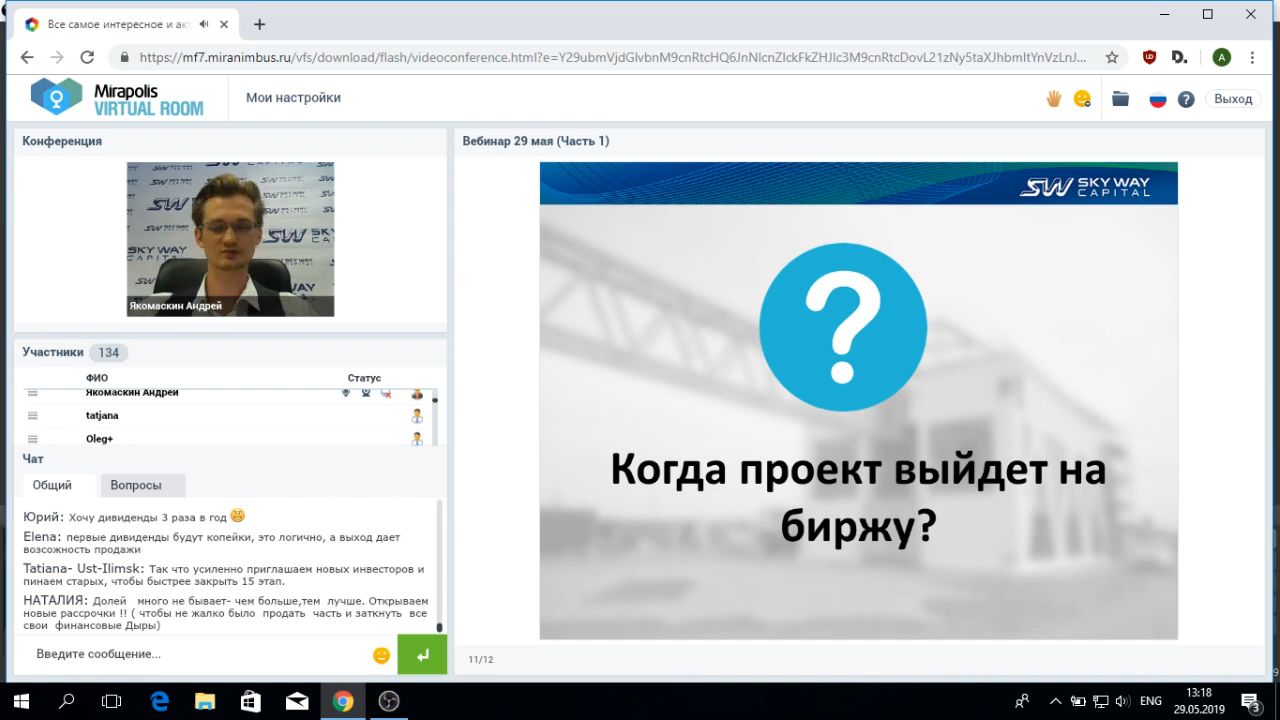 Все самое интересное и ак
https://mf7.miranimbus.ru/vfs/download/flash/videoconference.html?e=
Mirapolis
VIRTUAL ROOM
Мои настройки
Выход
Конференция
SKY WAY
CAPITAL
Якомаскин Андрей
Участники 134
ФИО Статус
Якомаскин Андрей
tatjana
Oleg+
Чат
Общий Вопросы
Юрий: Хочу дивиденды 3 раза в год
Elena: первые дивиденды будут копейки, это логично, а выход дает
возсожность продажи
Tatiana- Ust-Ilimsk: Так что усиленно приглашаем новых инвесторов и
пинаем старых, чтобы быстрее закрыть 15 этап.
НАТАЛИЯ: Долей много не бывает- чем больше,тем лучше. Открываем
новые рассрочки !! ( чтобы не жалко было продать часть и заткнуть все
свои финансовые Дыры)
Введите сообщение...
Вебинар 29 мая (Часть 1)
SW SKY WAY
CAPITAL
?
Когда проект выйдет на
биржу?
11/12
ENG
13:18
29.05.2019
3